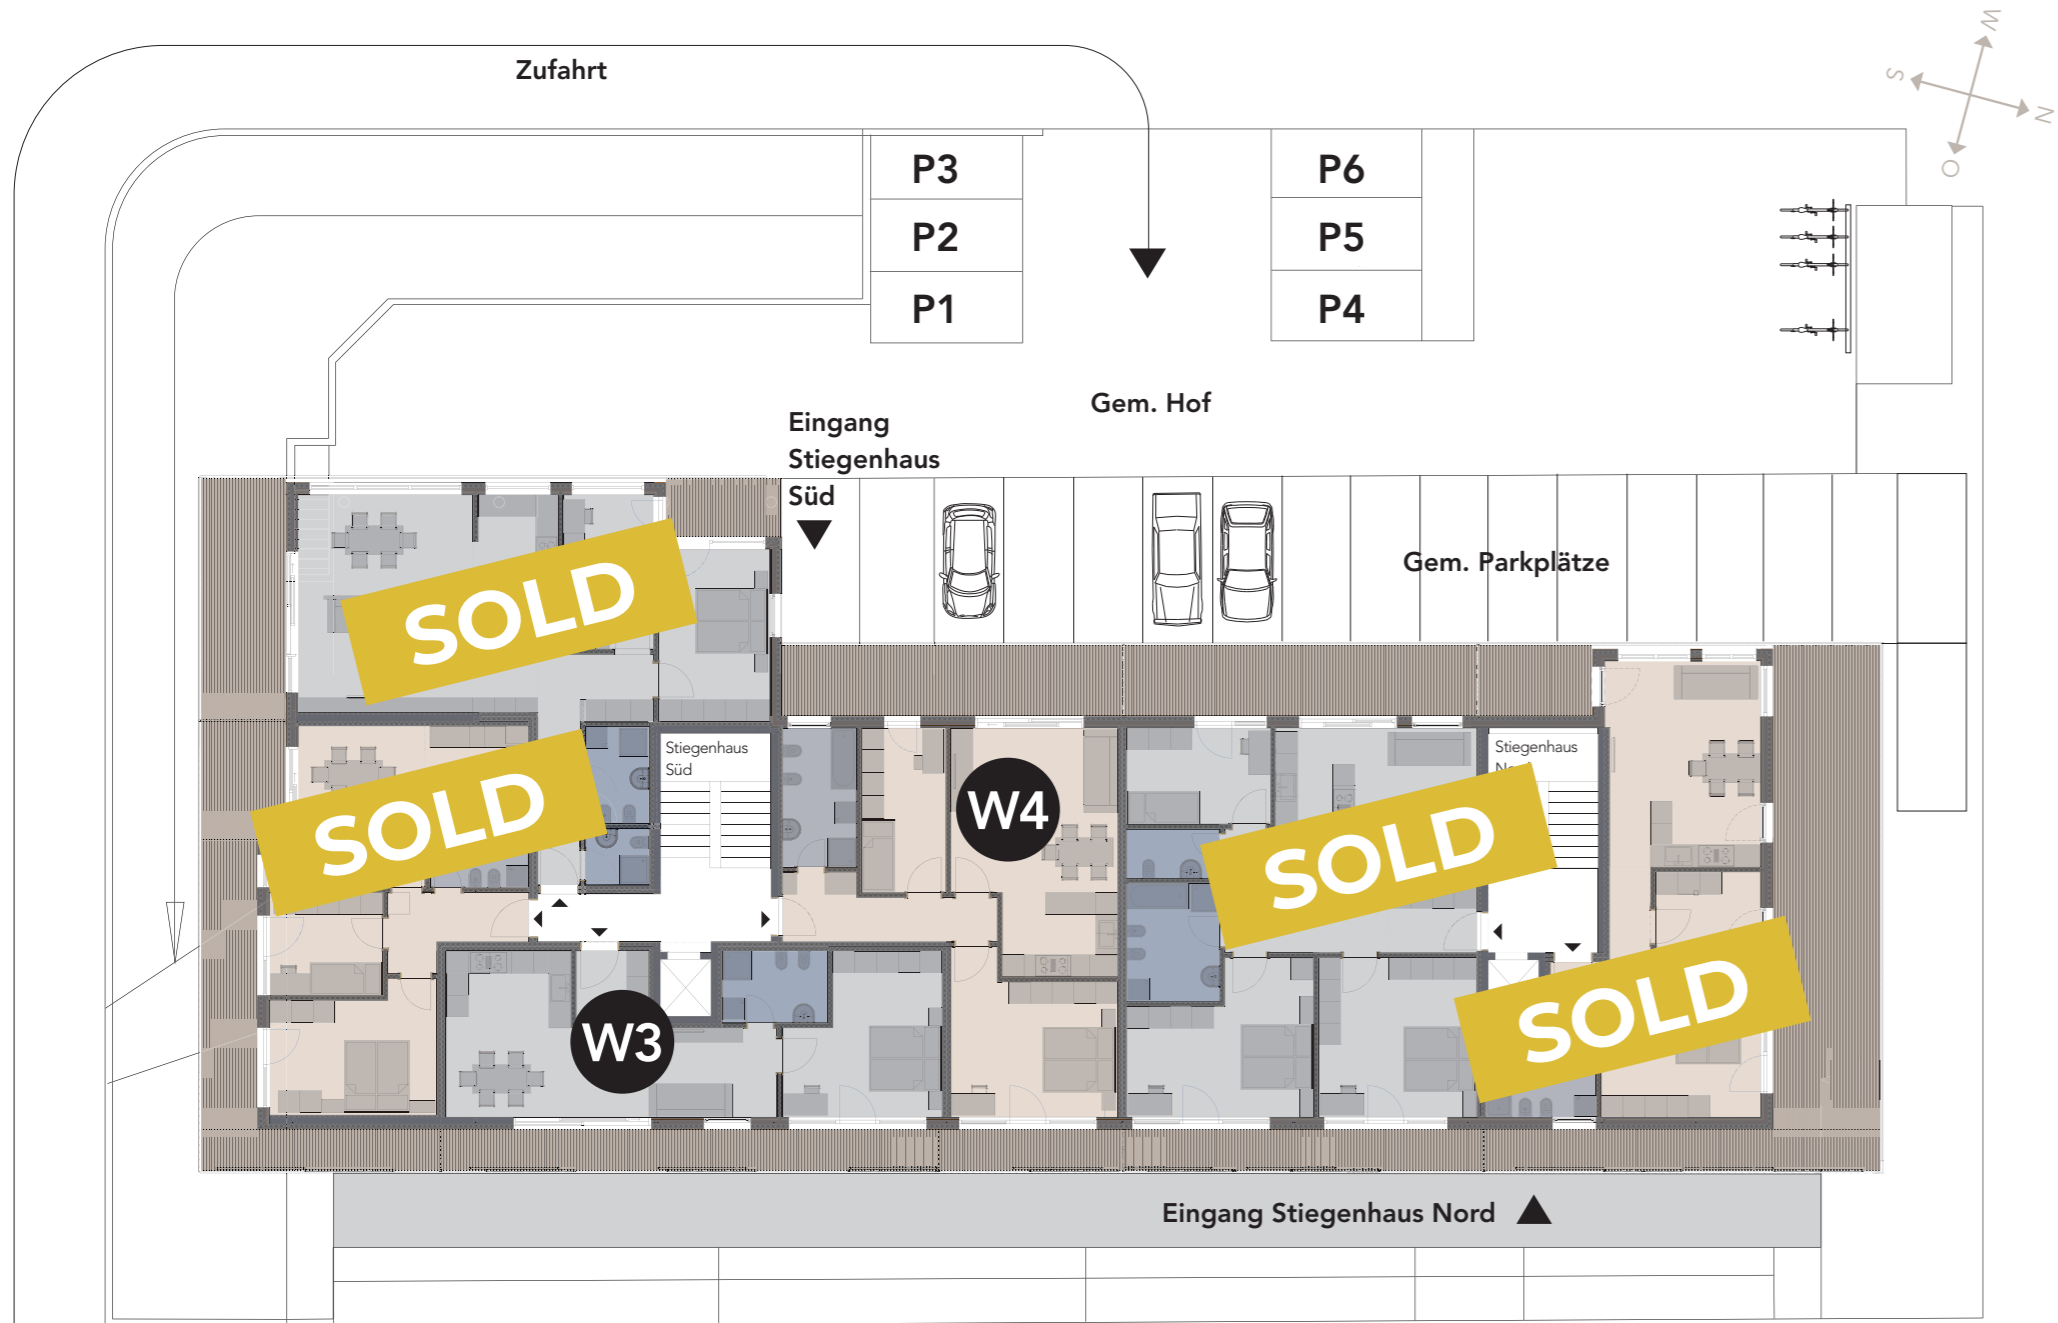 Zufahrt
W
S
N
O
P3
P6
P2
P5
P1
P4
Gem. Hof
Eingang
Stiegenhaus
Süd
Gem. Parkplätze
SOLD
Stiegenhaus
Süd
Stiegenhaus
SOLD
W4
SOLD
SOLD
W3
Eingang Stiegenhaus Nord